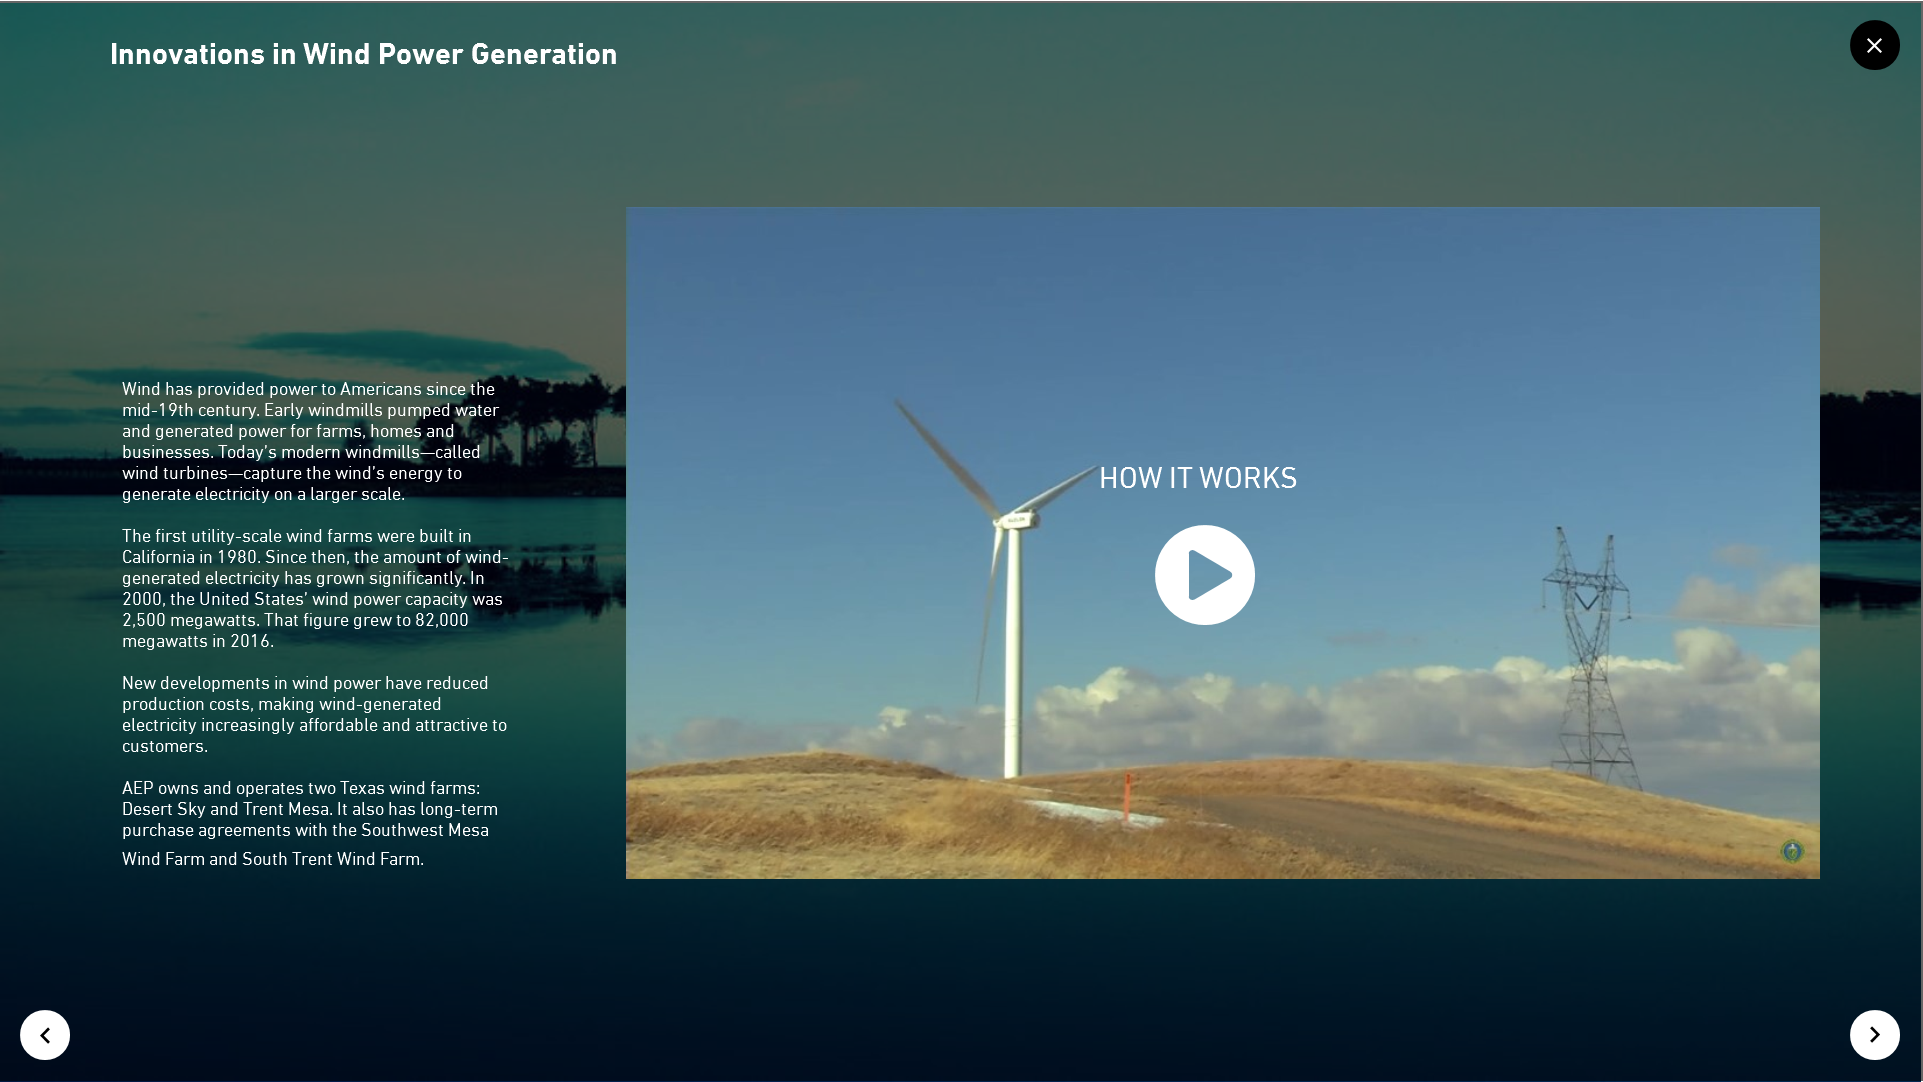 Innovations in Wind Power Generation
Wind has provided power to Americans since the
mid-19th century. Early windmills pumped water
and generated power for farms, homes and
businesses. Today's modern windmills—called
wind turbines—capture the wind's energy to
generate electricity on a larger scale.
The first utility-scale wind farms were built in
California in 1980. Since then, the amount of wind-
generated electricity has grown significantly. In
2000, the United States' wind power capacity was
2,500 megawatts. That figure grew to 82,000
megawatts in 2016.
New developments in wind power have reduced
production costs, making wind-generated
electricity increasingly affordable and attractive to
customers.
AEP owns and operates two Texas wind farms:
Desert Sky and Trent Mesa. It also has long-term
purchase agreements with the Southwest Mesa
Wind Farm and South Trent Wind Farm.
HOW IT WORKS